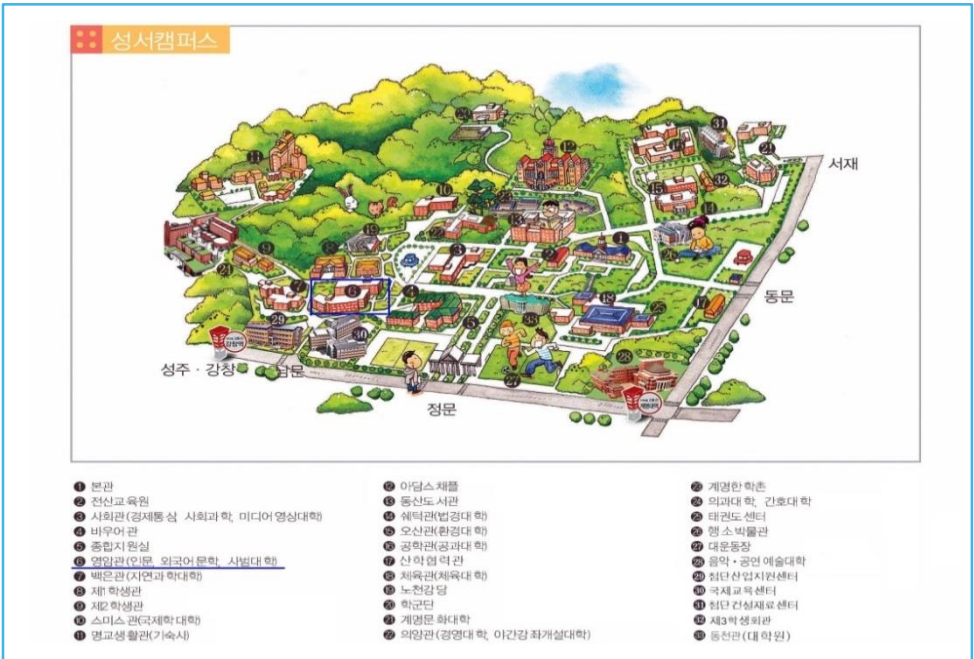 성서캠퍼스
서재
동문
성주 · 강창
남문
정문
❶ 본관
❷ 전산교육원
❸ 사회관(경제통상, 사회과학, 미디어영상대학)
❹ 바우어관
❺ 종합지원실
❻ 영암관(인문, 외국어문학, 사범대학)
❼ 백은관(자연과학대학)
❽ 제1 학생관
❾ 제2 학생관
❿ 스미스관(국제학대학)
⓫ 명교생활관(기숙사)
⓬ 아담스채플
⓭ 동산도서관
⓮ 쉐턱관(법경대학)
⓯ 오산관(환경대학)
⓰ 공학관(공과대학)
⓱ 산학협력관
⓲ 체육관(체육대학)
⓳ 노천강당
⓴ 학군단
㉑ 계명문화대학
㉒ 의양관(경영대학, 야간강좌개설대학)
㉓ 계명한학촌
㉔ 의과대학, 간호대학
㉕ 태권도센터
㉖ 행소박물관
㉗ 대운동장
㉘ 음악·공연예술대학
㉙ 첨단산업지원센터
㉚ 국제교육센터
㉛ 첨단건설재료센터
㉜ 제3학생회관
㉝ 동천관(대학원)